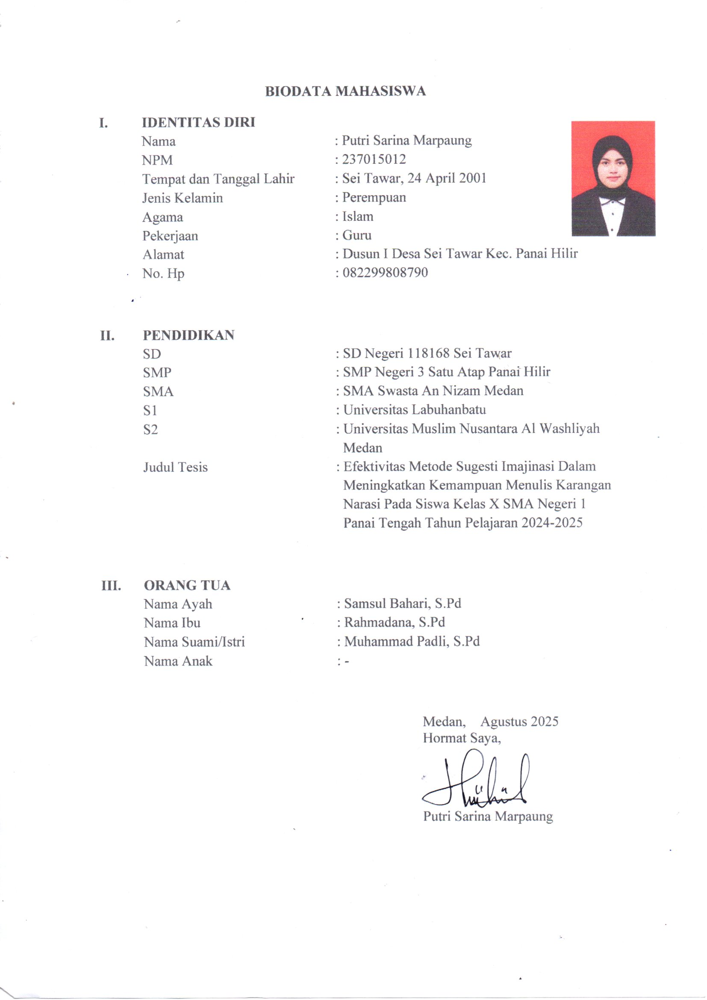 BIODATA MAHASISWA
I. IDENTITAS DIRI
Nama : Putri Sarina Marpaung
NPM : 237015012
Tempat dan Tanggal Lahir : Sei Tawar, 24 April 2001
Jenis Kelamin : Perempuan
Agama : Islam
Pekerjaan : Guru
Alamat : Dusun I Desa Sei Tawar Kec. Panai Hilir
No. Hp : 082299808790
II. PENDIDIKAN
SD : SD Negeri 118168 Sei Tawar
SMP : SMP Negeri 3 Satu Atap Panai Hilir
SMA : SMA Swasta An Nizam Medan
S1 : Universitas Labuhanbatu
S2 : Universitas Muslim Nusantara Al Washliyah
Medan
Judul Tesis : Efektivitas Metode Sugesti Imajinasi Dalam
Meningkatkan Kemampuan Menulis Karangan
Narasi Pada Siswa Kelas X SMA Negeri 1
Panai Tengah Tahun Pelajaran 2024-2025
III. ORANG TUA
Nama Ayah : Samsul Bahari, S.Pd
Nama Ibu : Rahmadana, S.Pd
Nama Suami/Istri : Muhammad Padli, S.Pd
Nama Anak : -
Medan, Agustus 2025
Hormat Saya,
Putri Sarina Marpaung